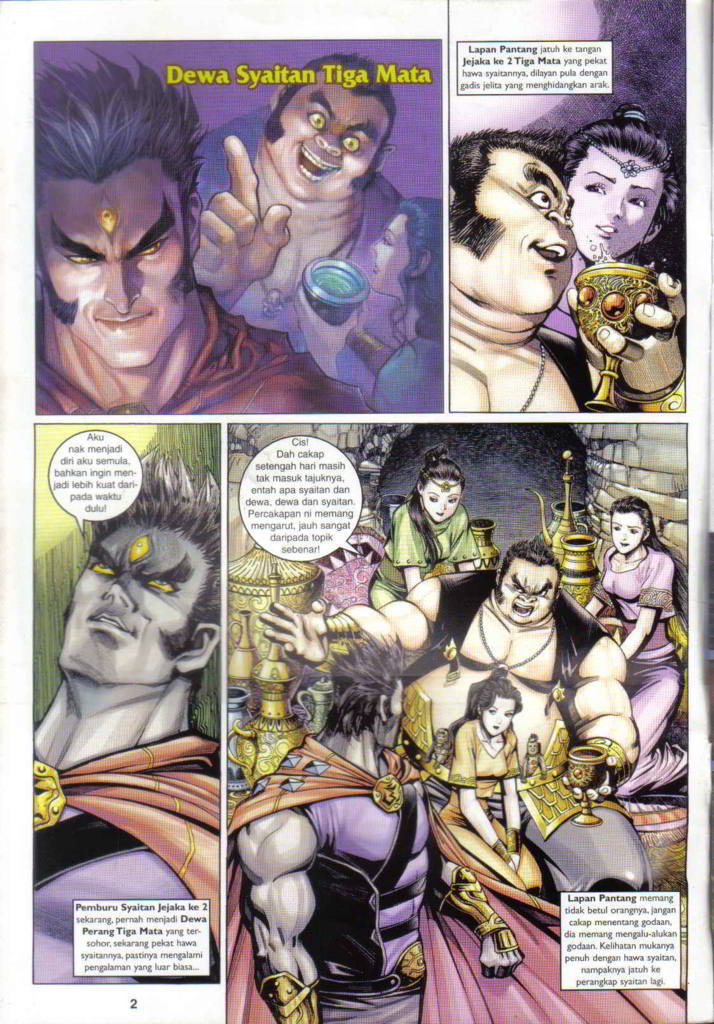 Dewa Syaitan Tiga Mata
Lapan Pantang jatuh ke tangan
Jejaka ke 2 Tiga Mata yang pekat
hawa syaitannya, dilayan pula dengan
gadis jelita yang menghidangkan arak.
Aku
nak menjadi
diri aku semula,
bahkan ingin men-
jadi lebih kuat dari-
pada waktu
dulu!
Pemburu Syaitan Jejaka ke 2
sekarang, pernah menjadi Dewa
Perang Tiga Mata yang ter-
sohor, sekarang pekat hawa
syaitannya, pastinya mengalami
pengalaman yang luar biasa...
Cis!
Dah cakap
setengah hari masih
tak masuk tajuknya,
entah apa syaitan dan
dewa, dewa dan syaitan.
Percakapan ni memang
mengarut, jauh sangat
daripada topik
sebenar!
Lapan Pantang memang
tidak betul orangnya, jangan
cakap menentang godaan,
dia memang mengalu-alukan
godaan. Kelihatan mukanya
penuh dengan hawa syaitan,
nampaknya jatuh ke
perangkap syaitan lagi.
2